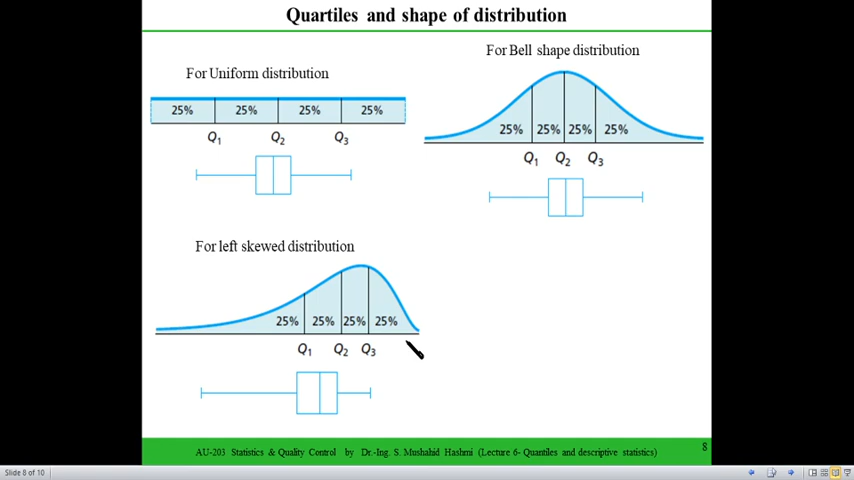 Quartiles and shape of distribution
For Uniform distribution
25% 25% 25% 25%
Q1 Q2 Q3
For Bell shape distribution
25% 25% 25% 25%
Q1 Q2 Q3
For left skewed distribution
25% 25% 25% 25%
Q1 Q2 Q3
AU-203 Statistics & Quality Control by Dr.-Ing. S. Mushahid Hashmi (Lecture 6- Quantiles and descriptive statistics)
8
Slide 8 of 10